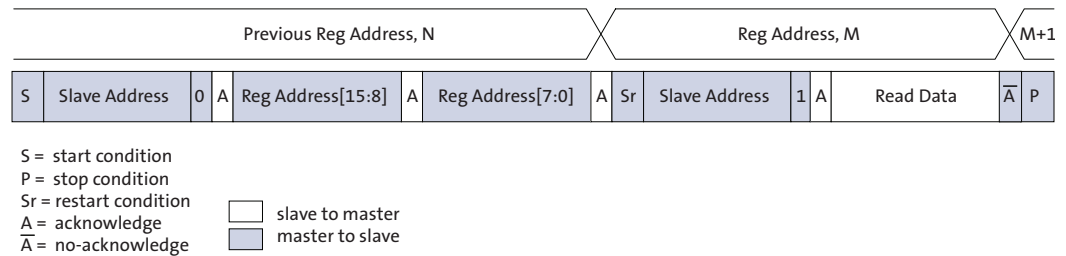 Previous Reg Address, N Reg Address, M M+1
S Slave Address 0 A Reg Address[15:8] A Reg Address[7:0] A Sr Slave Address 1 A Read Data A̅ P
S = start condition
P = stop condition
Sr = restart condition
A = acknowledge
A̅ = no-acknowledge
slave to master
master to slave